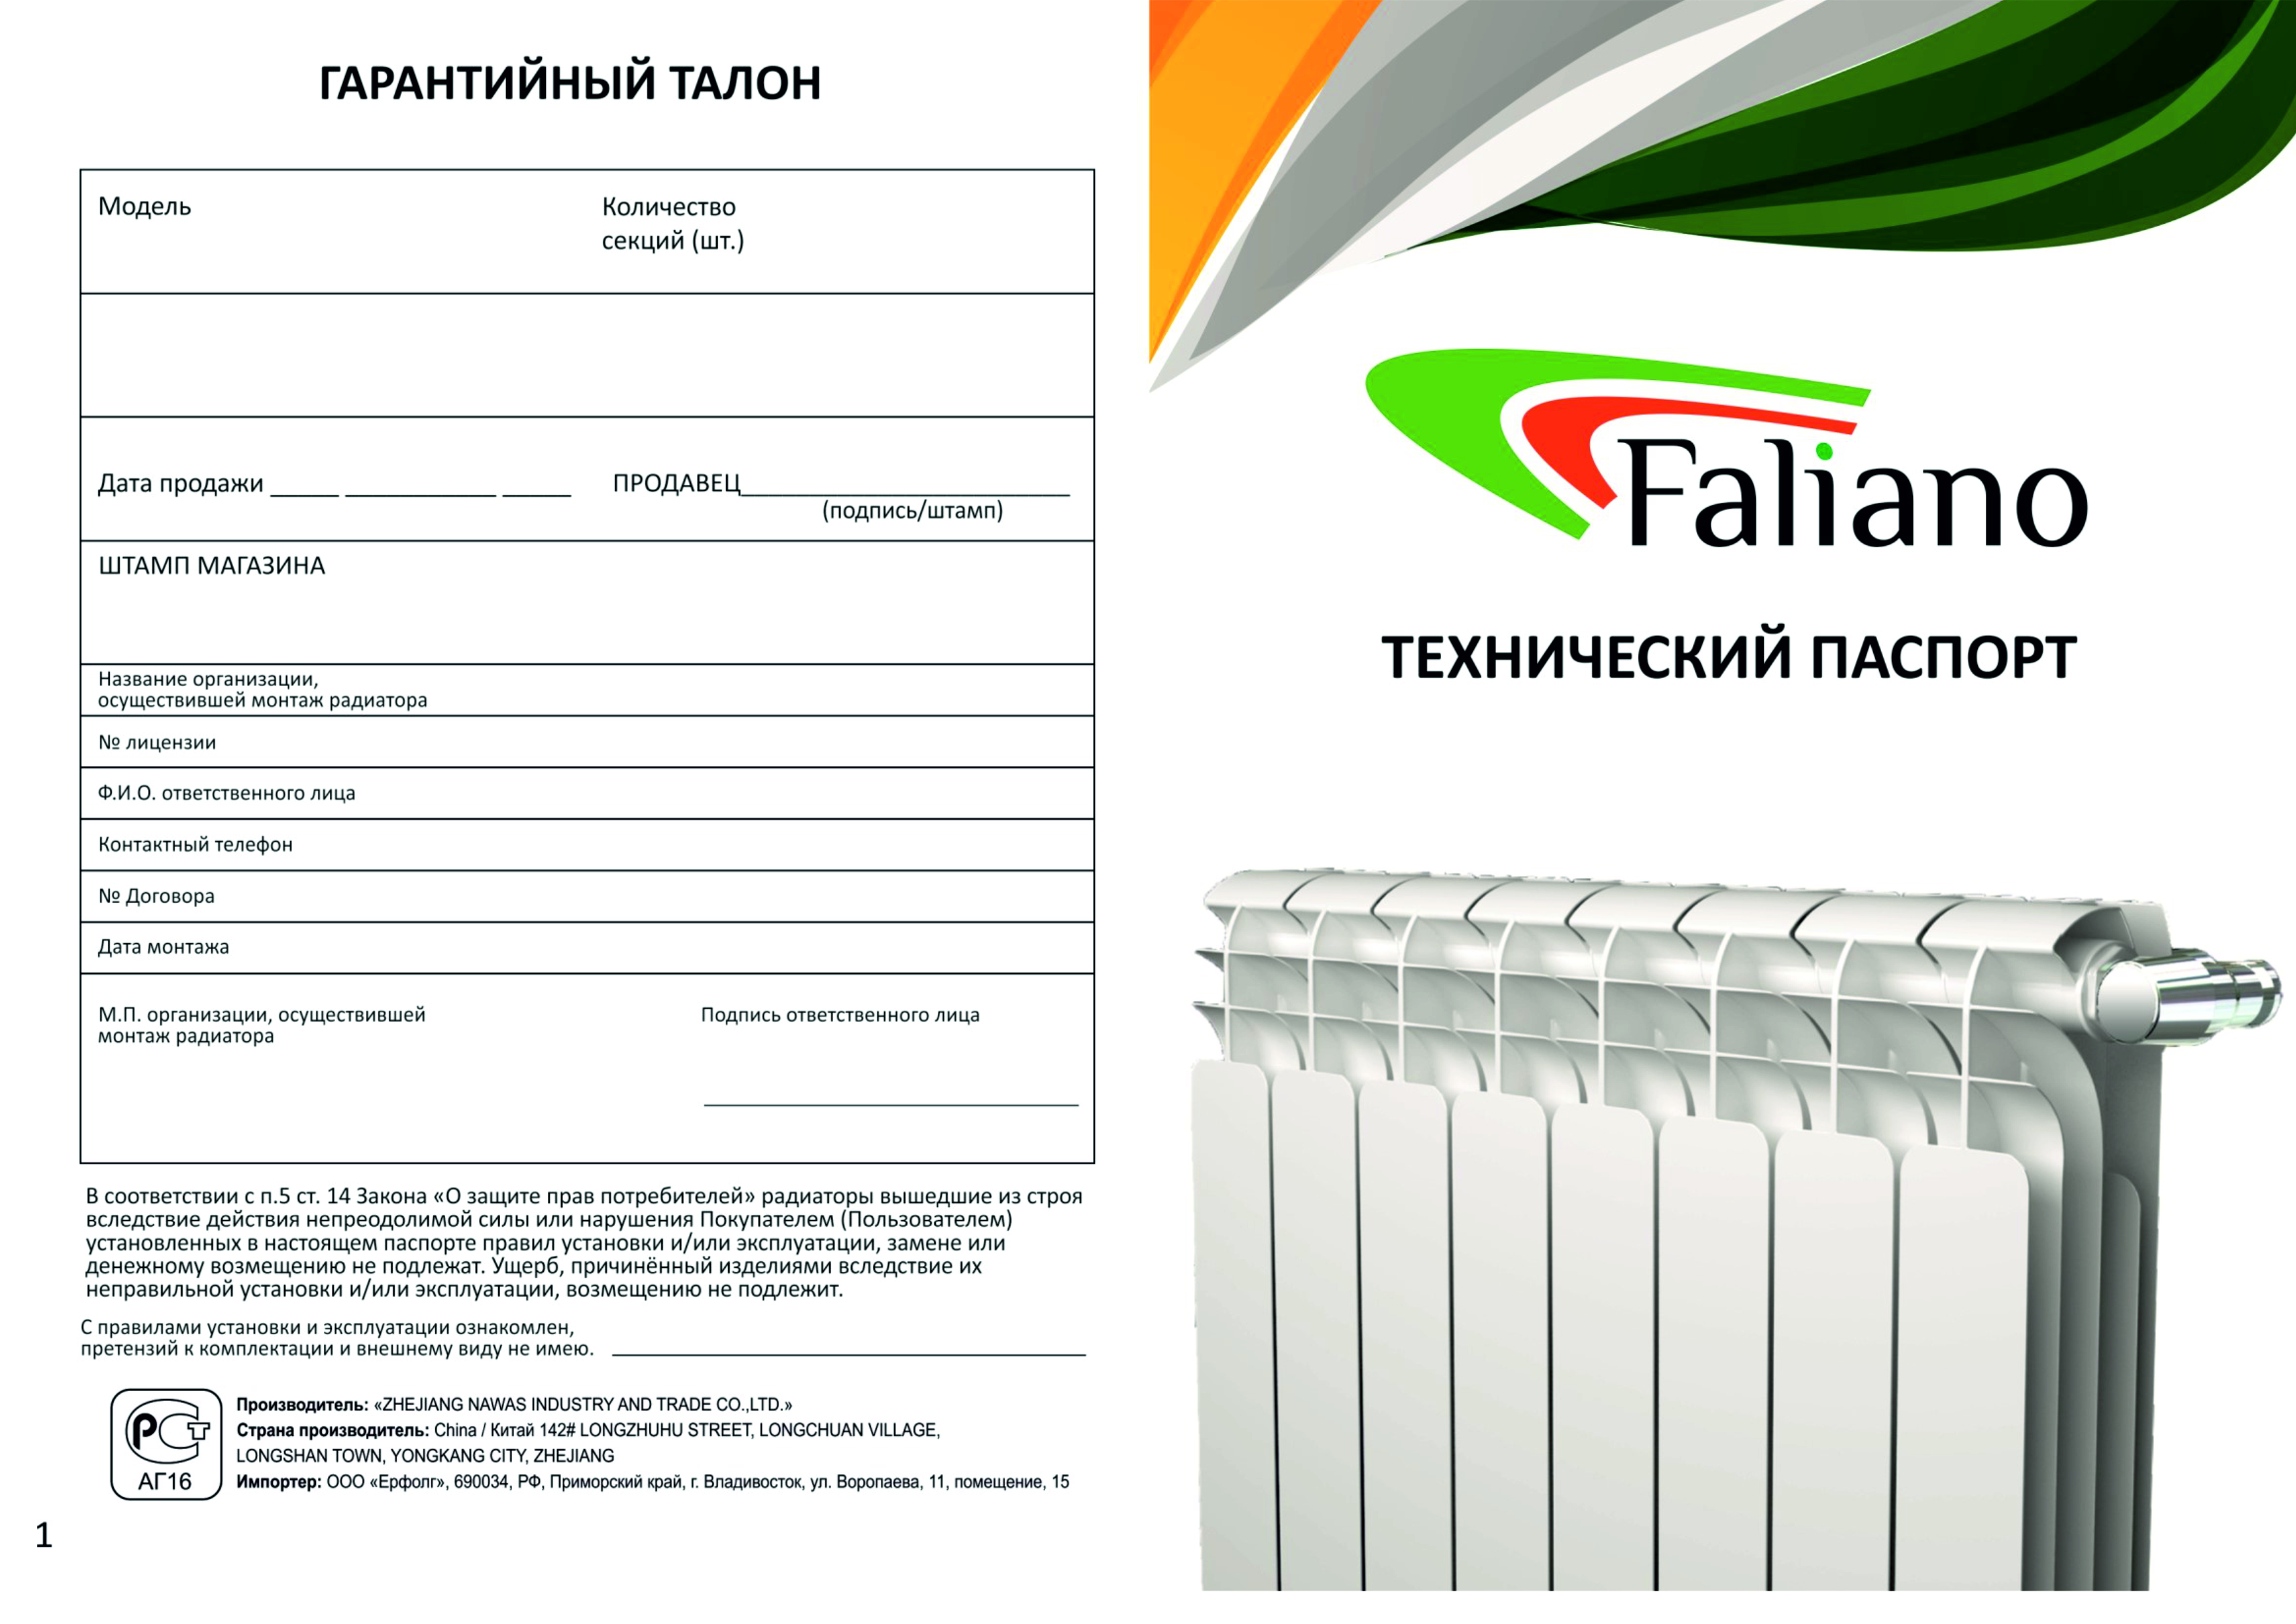 ГАРАНТИЙНЫЙ ТАЛОН
Модель
Количество
секций (шт.)
Дата продажи _____ ___________ _____ ПРОДАВЕЦ________________________
(подпись/штамп)
ШТАМП МАГАЗИНА
Название организации,
осуществившей монтаж радиатора
№ лицензии
Ф.И.О. ответственного лица
Контактный телефон
№ Договора
Дата монтажа
М.П. организации, осуществившей
монтаж радиатора
Подпись ответственного лица
В соответствии с п.5 ст. 14 Закона «О защите прав потребителей» радиаторы вышедшие из строя
вследствие действия непреодолимой силы или нарушения Покупателем (Пользователем)
установленных в настоящем паспорте правил установки и/или эксплуатации, замене или
денежному возмещению не подлежат. Ущерб, причинённый изделиями вследствие их
неправильной установки и/или эксплуатации, возмещению не подлежит.
С правилами установки и эксплуатации ознакомлен,
претензий к комплектации и внешнему виду не имею.
РСТ
АГ16
Производитель: «ZHEJIANG NAWAS INDUSTRY AND TRADE CO.,LTD.»
Страна производитель: China / Китай 142# LONGZHUHU STREET, LONGCHUAN VILLAGE,
LONGSHAN TOWN, YONGKANG CITY, ZHEJIANG
Импортер: ООО «Ерфолг», 690034, РФ, Приморский край, г. Владивосток, ул. Воропаева, 11, помещение, 15
1
Faliano
ТЕХНИЧЕСКИЙ ПАСПОРТ